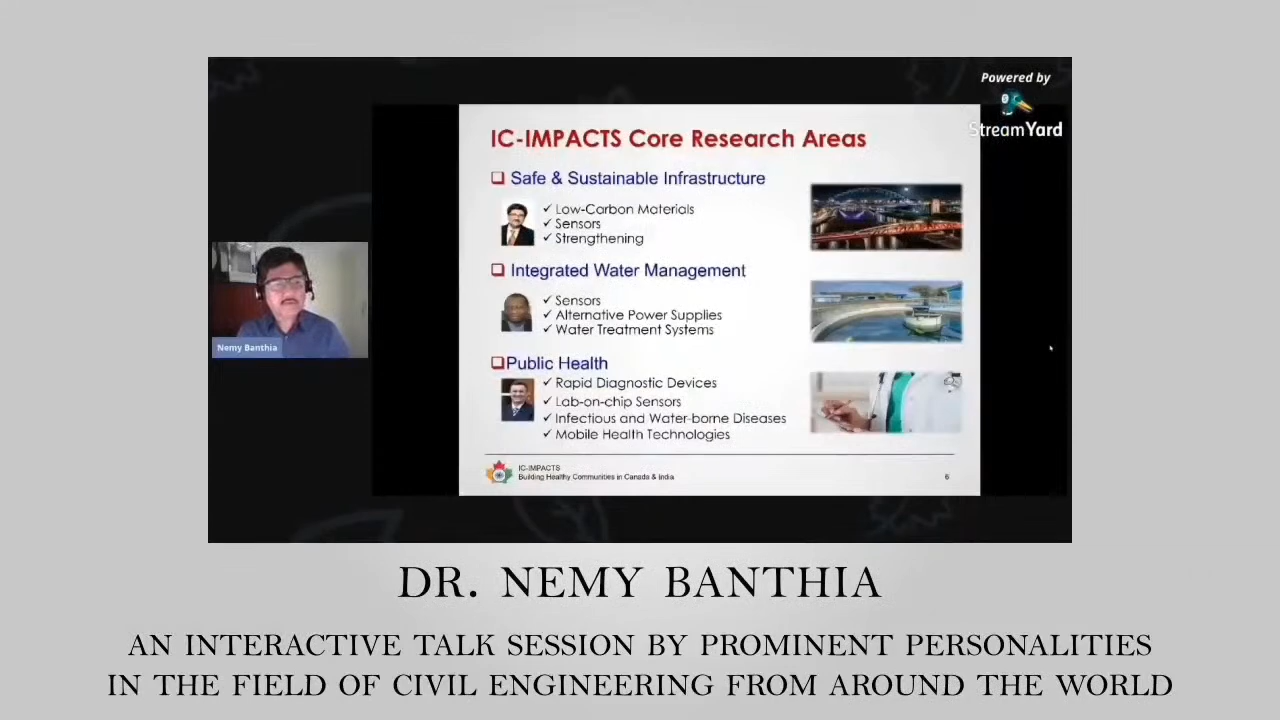 Powered by
StreamYard
IC-IMPACTS Core Research Areas
Safe & Sustainable Infrastructure
✓ Low-Carbon Materials
✓ Sensors
✓ Strengthening
Integrated Water Management
✓ Sensors
✓ Alternative Power Supplies
✓ Water Treatment Systems
Public Health
✓ Rapid Diagnostic Devices
✓ Lab-on-chip Sensors
✓ Infectious and Water-borne Diseases
✓ Mobile Health Technologies
IC-IMPACTS
Building Healthy Communities in Canada & India
6
Nemy Banthia
DR. NEMY BANTHIA
AN INTERACTIVE TALK SESSION BY PROMINENT PERSONALITIES
IN THE FIELD OF CIVIL ENGINEERING FROM AROUND THE WORLD